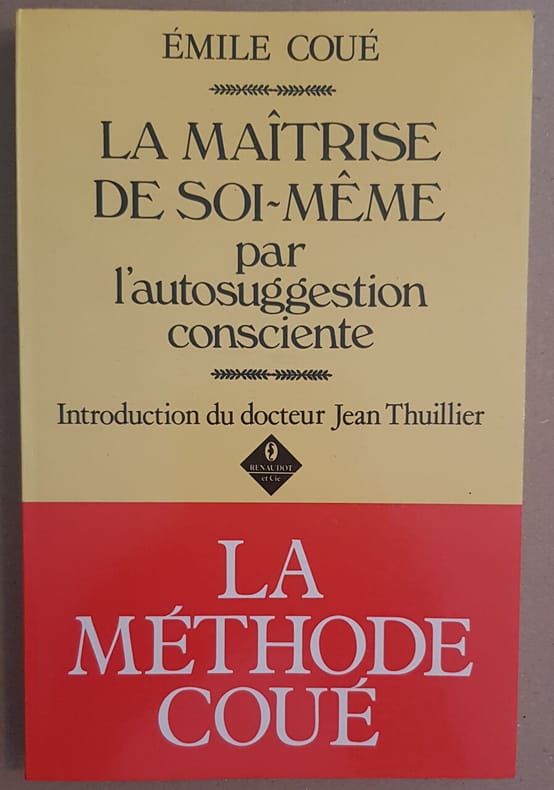 ÉMILE COUÉ
LA MAÎTRISE
DE SOI-MÊME
par
l'autosuggestion
consciente
Introduction du docteur Jean Thuillier
RENAUDOT
et Cie
LA
MÉTHODE
COUÉ